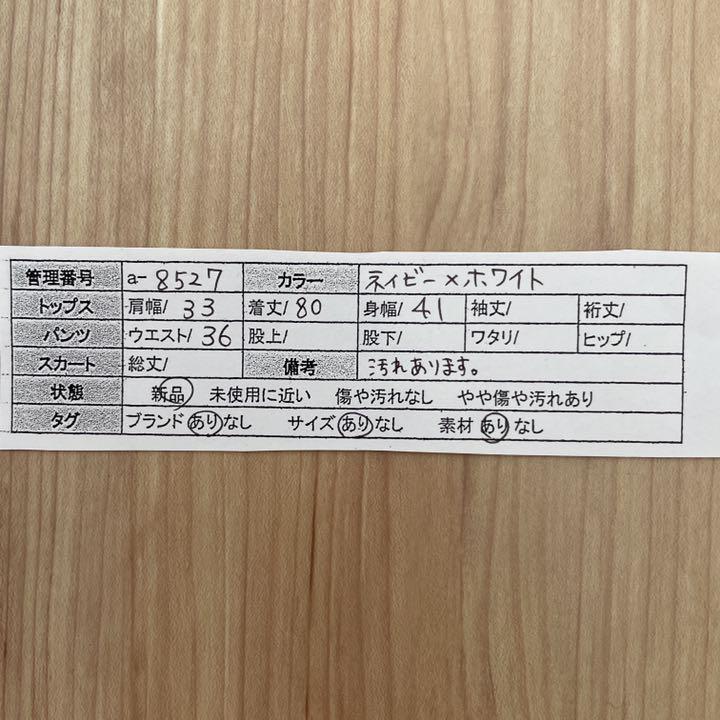 管理番号 a-8527 カラー ネイビー×ホワイト
トップス 肩幅/ 33 着丈/ 80 身幅/ 41 袖丈/ 裄丈/
パンツ ウエスト/ 36 股上/ 股下/ ワタリ/ ヒップ/
スカート 総丈/ 備考 汚れあります。
状態 新品 未使用に近い 傷や汚れなし やや傷や汚れあり
タグ ブランド あり なし サイズ あり なし 素材 あり なし